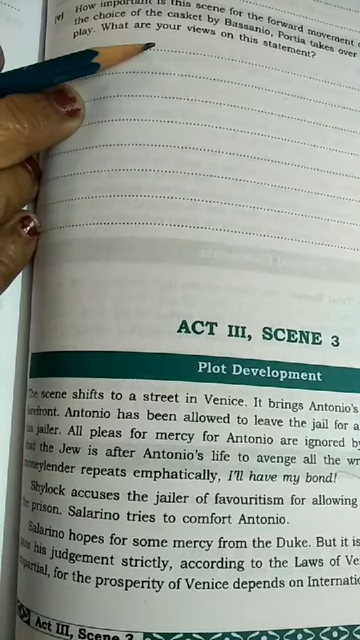 (v) How important is this scene for the forward movement
the choice of the casket by Bassanio, Portia takes over
play. What are your views on this statement?
ACT III, SCENE 3
Plot Development
The scene shifts to a street in Venice. It brings Antonio's
forefront. Antonio has been allowed to leave the jail for a
jailer. All pleas for mercy for Antonio are ignored by
that the Jew is after Antonio's life to avenge all the
moneylender repeats emphatically, I'll have my bond!
Shylock accuses the jailer of favouritism for allowing
prison. Salarino tries to comfort Antonio.
Salarino hopes for some mercy from the Duke. But it is
his judgement strictly, according to the Laws of
for the prosperity of Venice depends on
Act III, Scene 3